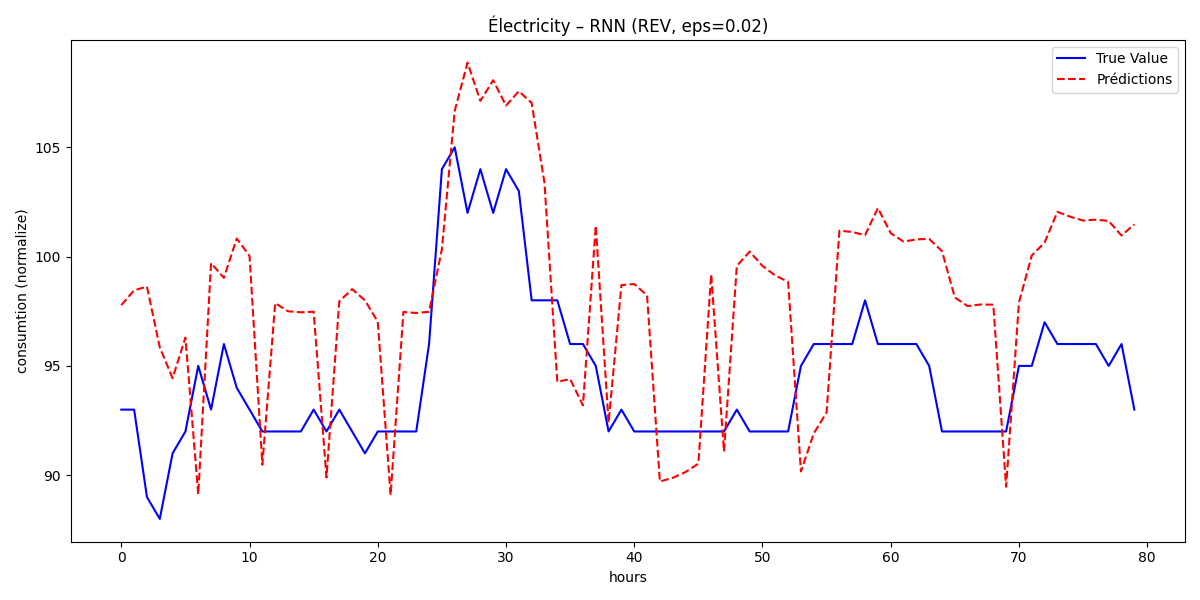 Électricity – RNN (REV, eps=0.02)
True Value
Prédictions
consumtion (normalize)
105
100
95
90
0 10 20 30 40 50 60 70 80
hours